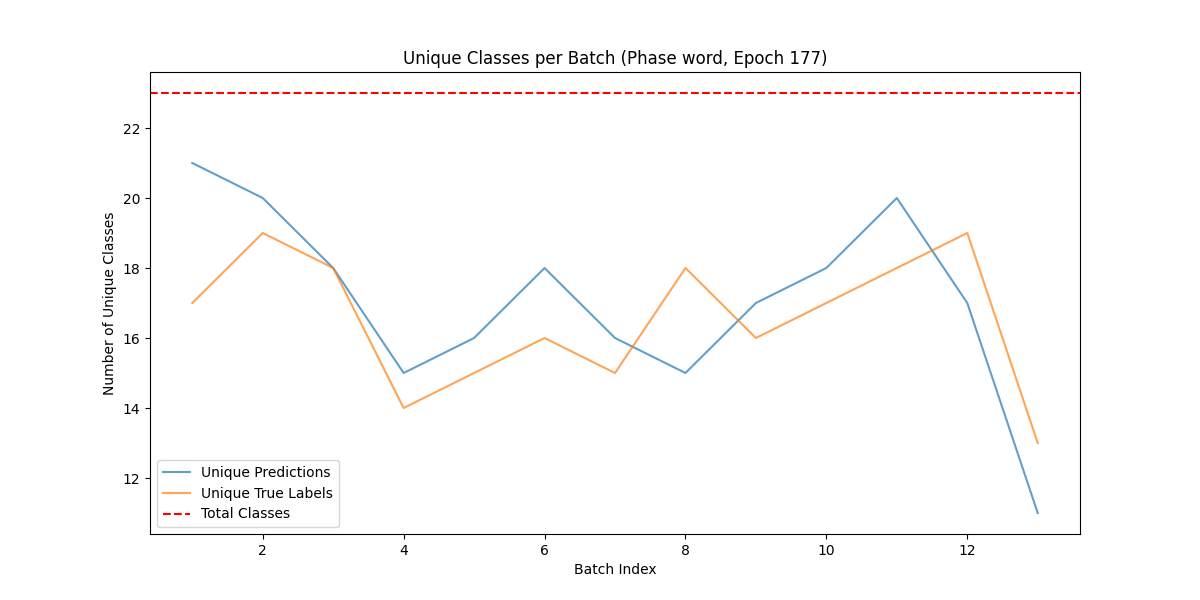 Unique Classes per Batch (Phase word, Epoch 177)
Number of Unique Classes
22
20
18
16
14
12
Unique Predictions
Unique True Labels
Total Classes
2 4 6 8 10 12
Batch Index